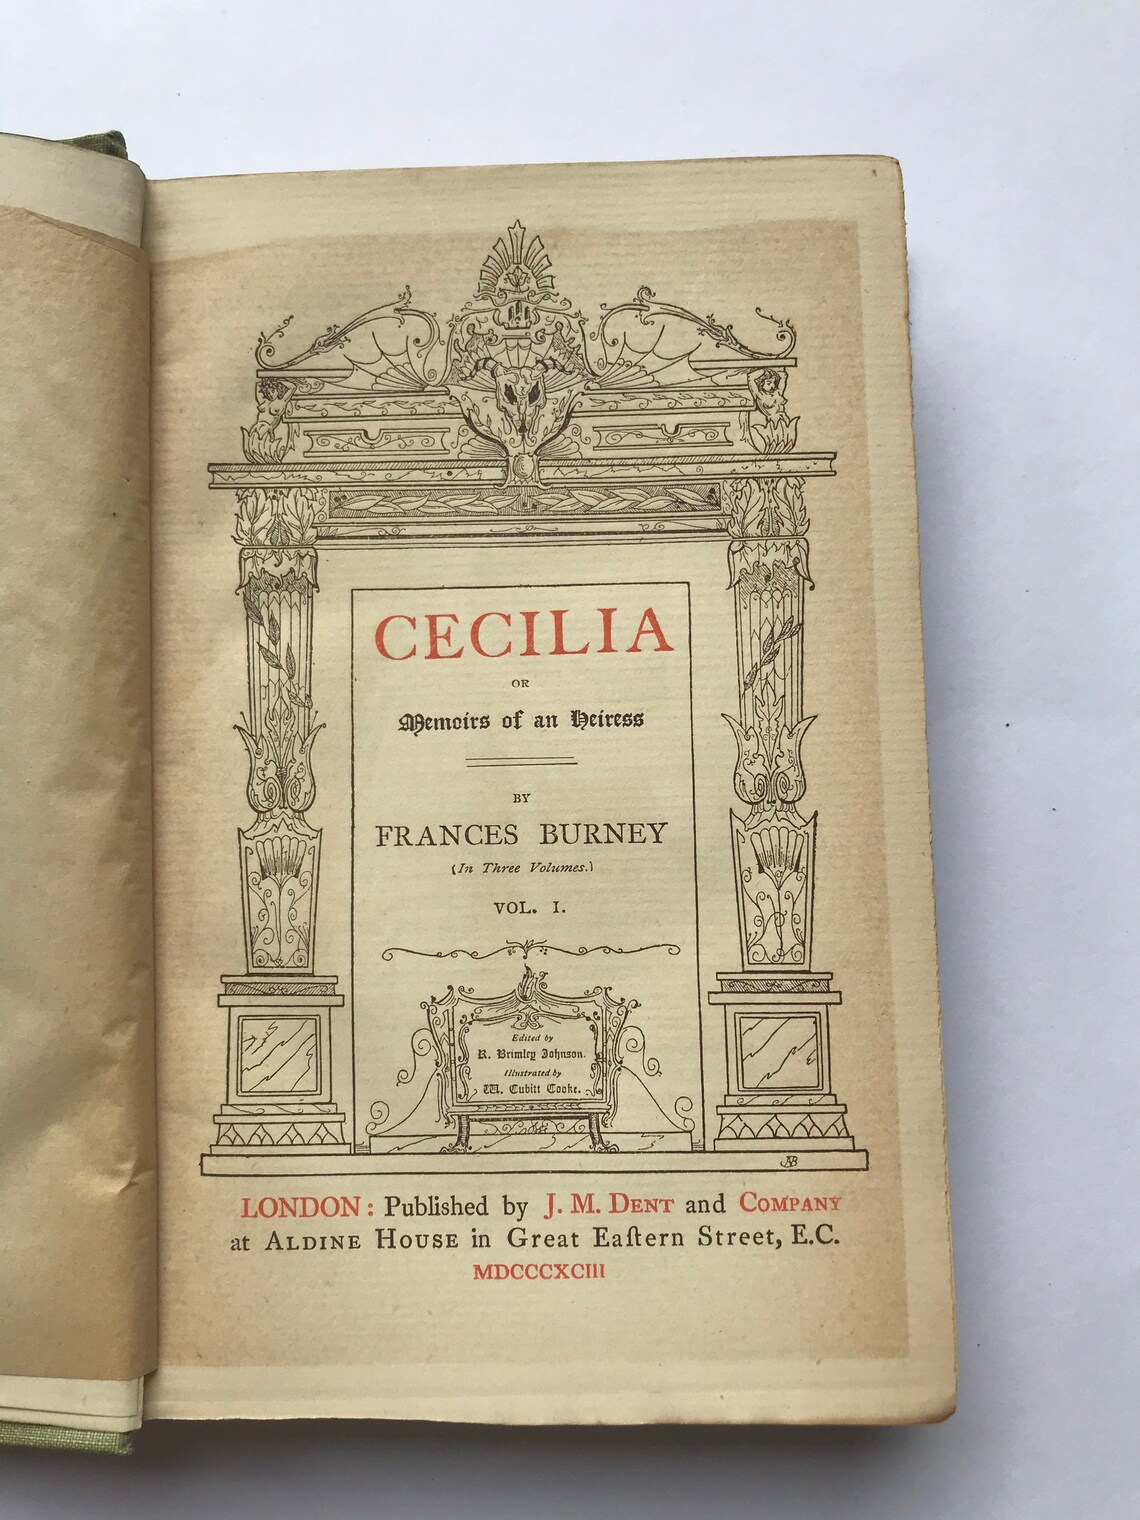 CECILIA
OR
Memoirs of an Heiress
BY
FRANCES BURNEY
(In Three Volumes.)
VOL. I.
Edited by
R. Brimley Johnson.
Illustrated by
W. Cubitt Cooke.
LONDON: Published by J. M. DENT and COMPANY
at ALDINE HOUSE in Great Eaſtern Street, E.C.
MDCCCXCIII